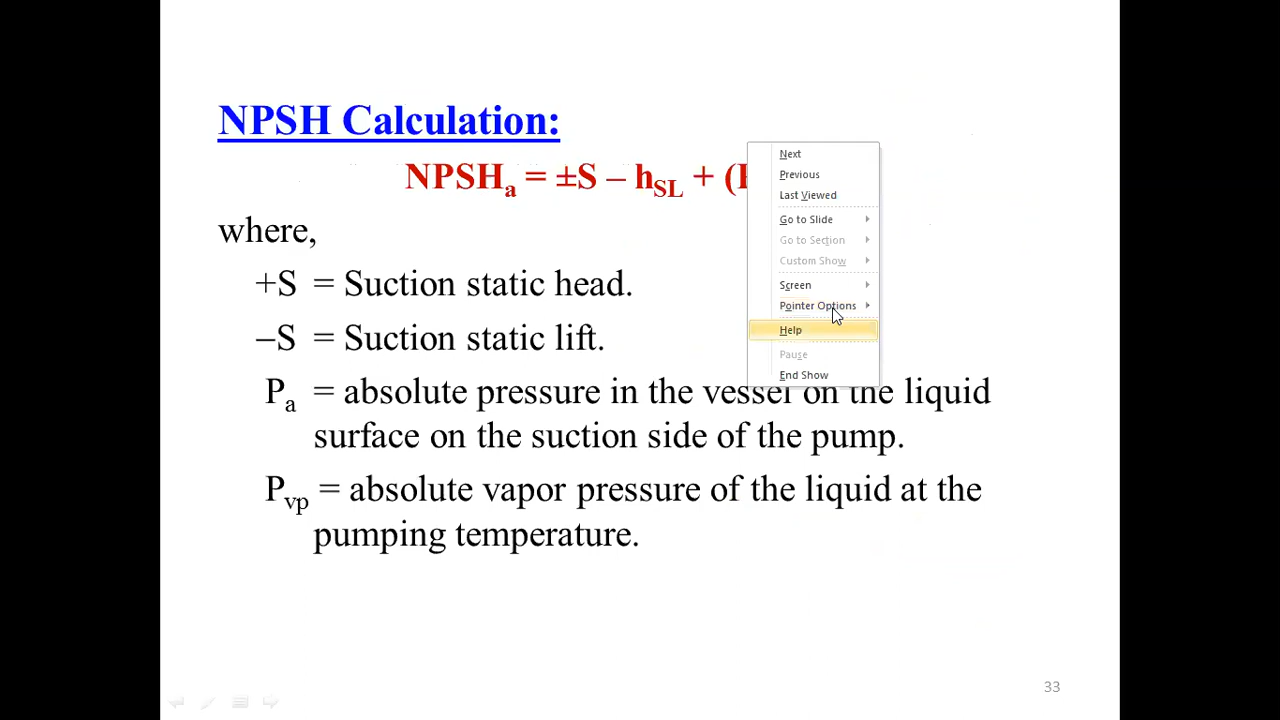 NPSH Calculation:
NPSHa = ±S – hSL + (
where,
+S = Suction static head.
–S = Suction static lift.
Pa = absolute pressure in the vessel on the liquid
surface on the suction side of the pump.
Pvp = absolute vapor pressure of the liquid at the
pumping temperature.
Next
Previous
Last Viewed
Go to Slide
Go to Section
Custom Show
Screen
Pointer Options
Help
Pause
End Show
33